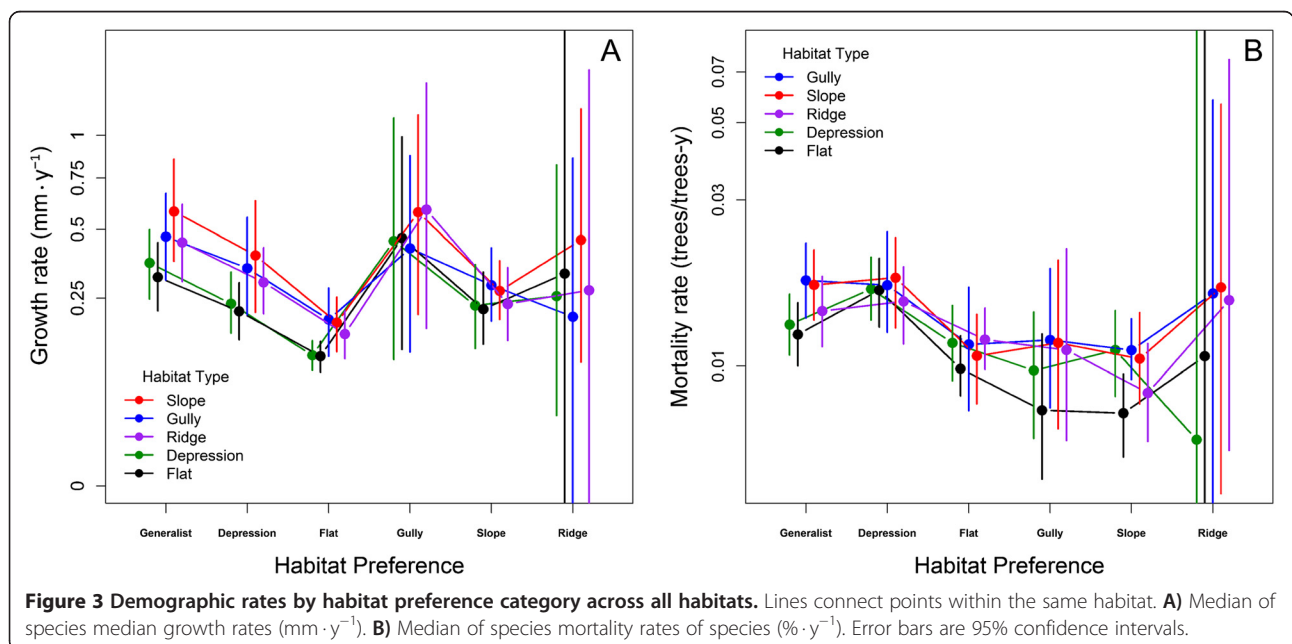 A
Growth rate (mm·y⁻¹)
1
0.75
0.5
0.25
0
Habitat Type
Slope
Gully
Ridge
Depression
Flat
Generalist Depression Flat Gully Slope Ridge
Habitat Preference
B
Mortality rate (trees/trees-y)
0.07
0.05
0.03
0.01
Habitat Type
Gully
Slope
Ridge
Depression
Flat
Generalist Depression Flat Gully Slope Ridge
Habitat Preference
Figure 3 Demographic rates by habitat preference category across all habitats. Lines connect points within the same habitat. A) Median of
species median growth rates (mm·y⁻¹). B) Median of species mortality rates of species (%·y⁻¹). Error bars are 95% confidence intervals.